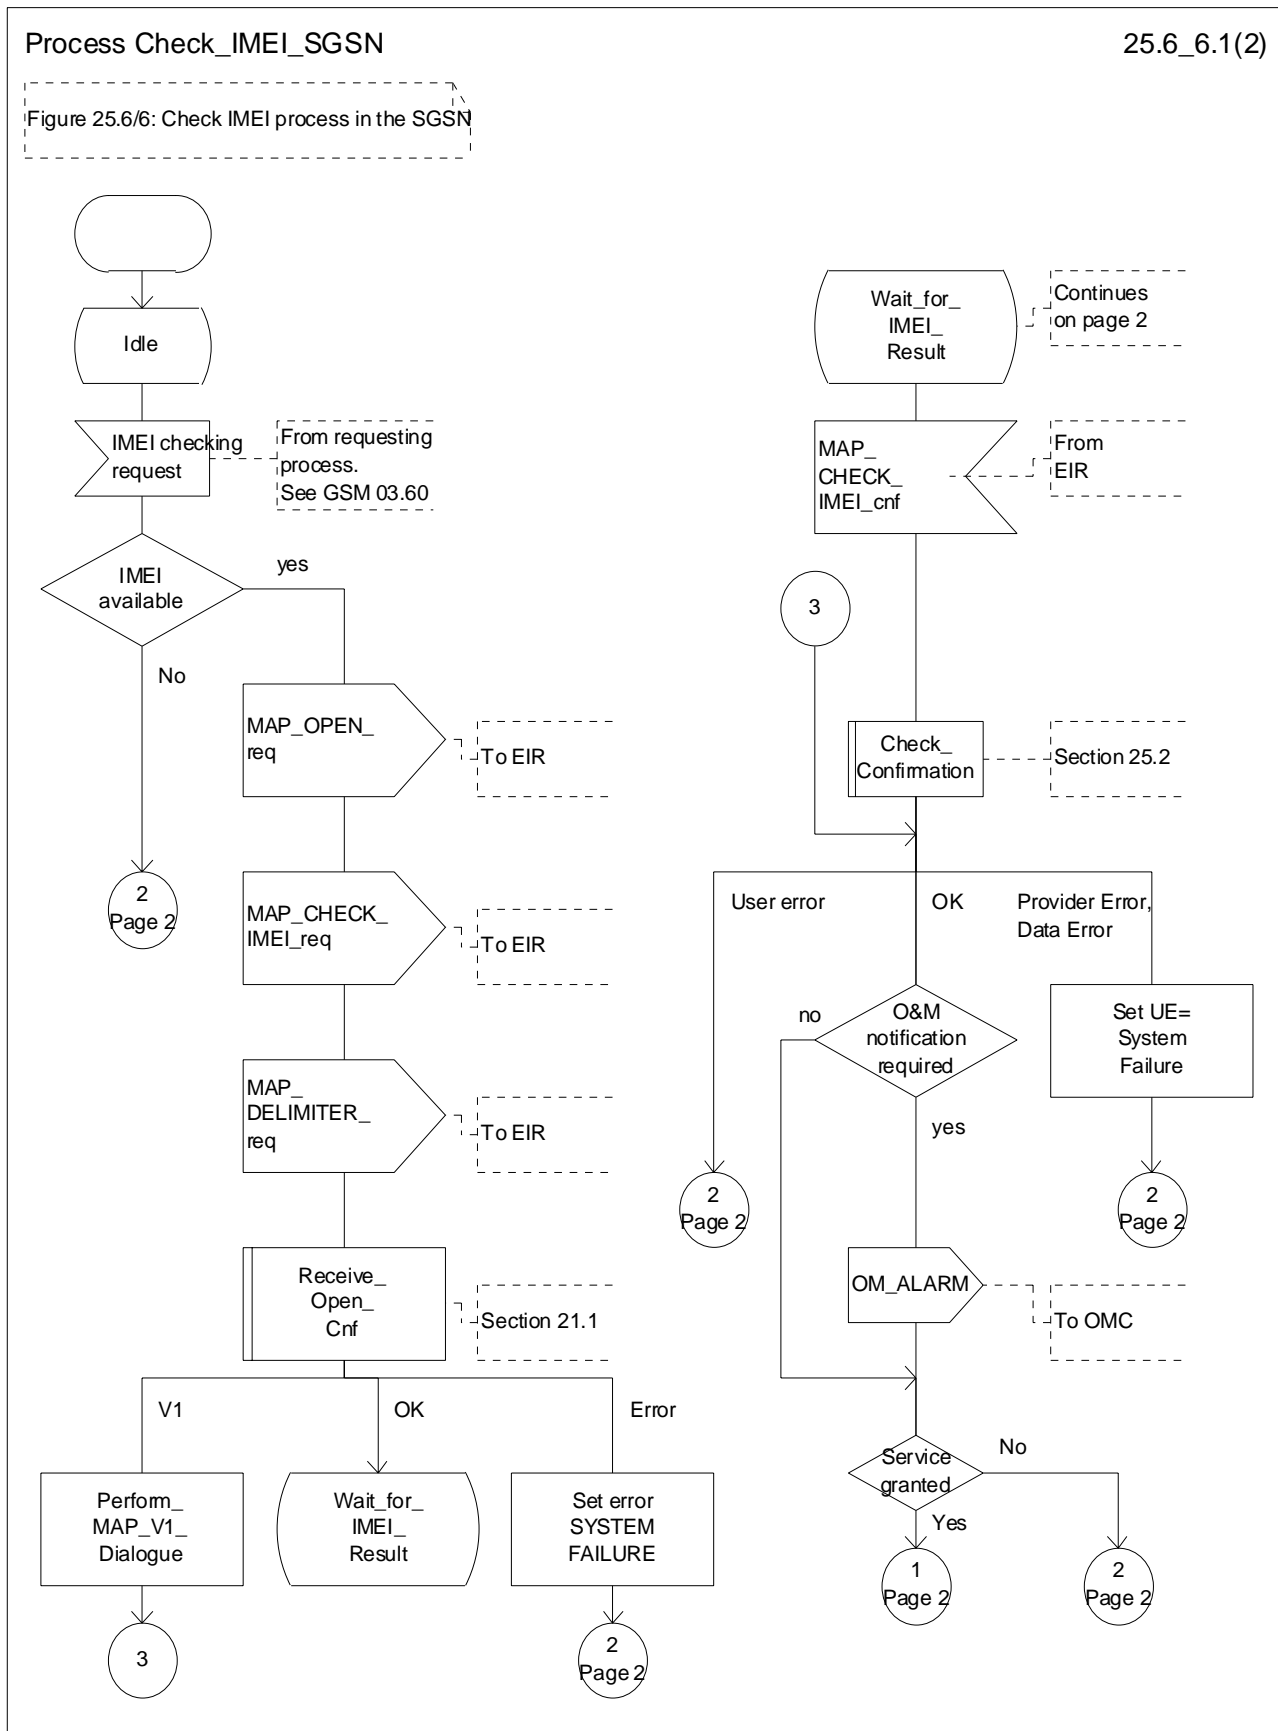 Process Check_IMEI_SGSN
25.6_6.1(2)
Figure 25.6/6: Check IMEI process in the SGSN
Idle
IMEI checking
request
From requesting
process.
See GSM 03.60
IMEI
available
yes
No
2
Page 2
MAP_OPEN_
req
To EIR
MAP_CHECK_
IMEI_req
To EIR
MAP_
DELIMITER_
req
To EIR
Receive_
Open_
Cnf
Section 21.1
V1
OK
Error
Perform_
MAP_V1_
Dialogue
Wait_for_
IMEI_
Result
Set error
SYSTEM
FAILURE
3
2
Page 2
Wait_for_
IMEI_
Result
Continues
on page 2
MAP_
CHECK_
IMEI_cnf
From
EIR
3
Check_
Confirmation
Section 25.2
User error
OK
Provider Error,
Data Error
no
O&M
notification
required
Set UE=
System
Failure
yes
2
Page 2
2
Page 2
OM_ALARM
To OMC
Service
granted
No
Yes
1
Page 2
2
Page 2